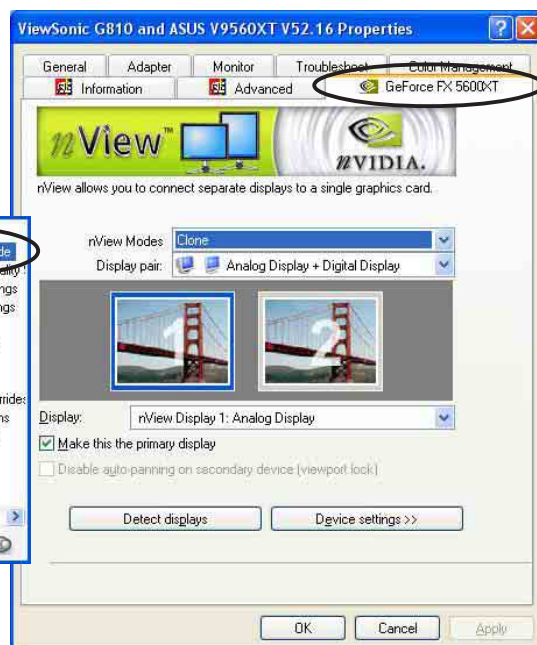 ViewSonic G810 and ASUS V9560XT V52.16 Properties
General Adapter Monitor Troubleshoot Color Management
Information Advanced GeForce FX 5600XT
nView™
nVIDIA.
nView allows you to connect separate displays to a single graphics card.
nView Modes Clone
Display pair: Analog Display + Digital Display
1 2
Display: nView Display 1: Analog Display
Make this the primary display
Disable auto-panning on secondary device (viewport lock)
Detect displays Device settings >>
OK Cancel Apply